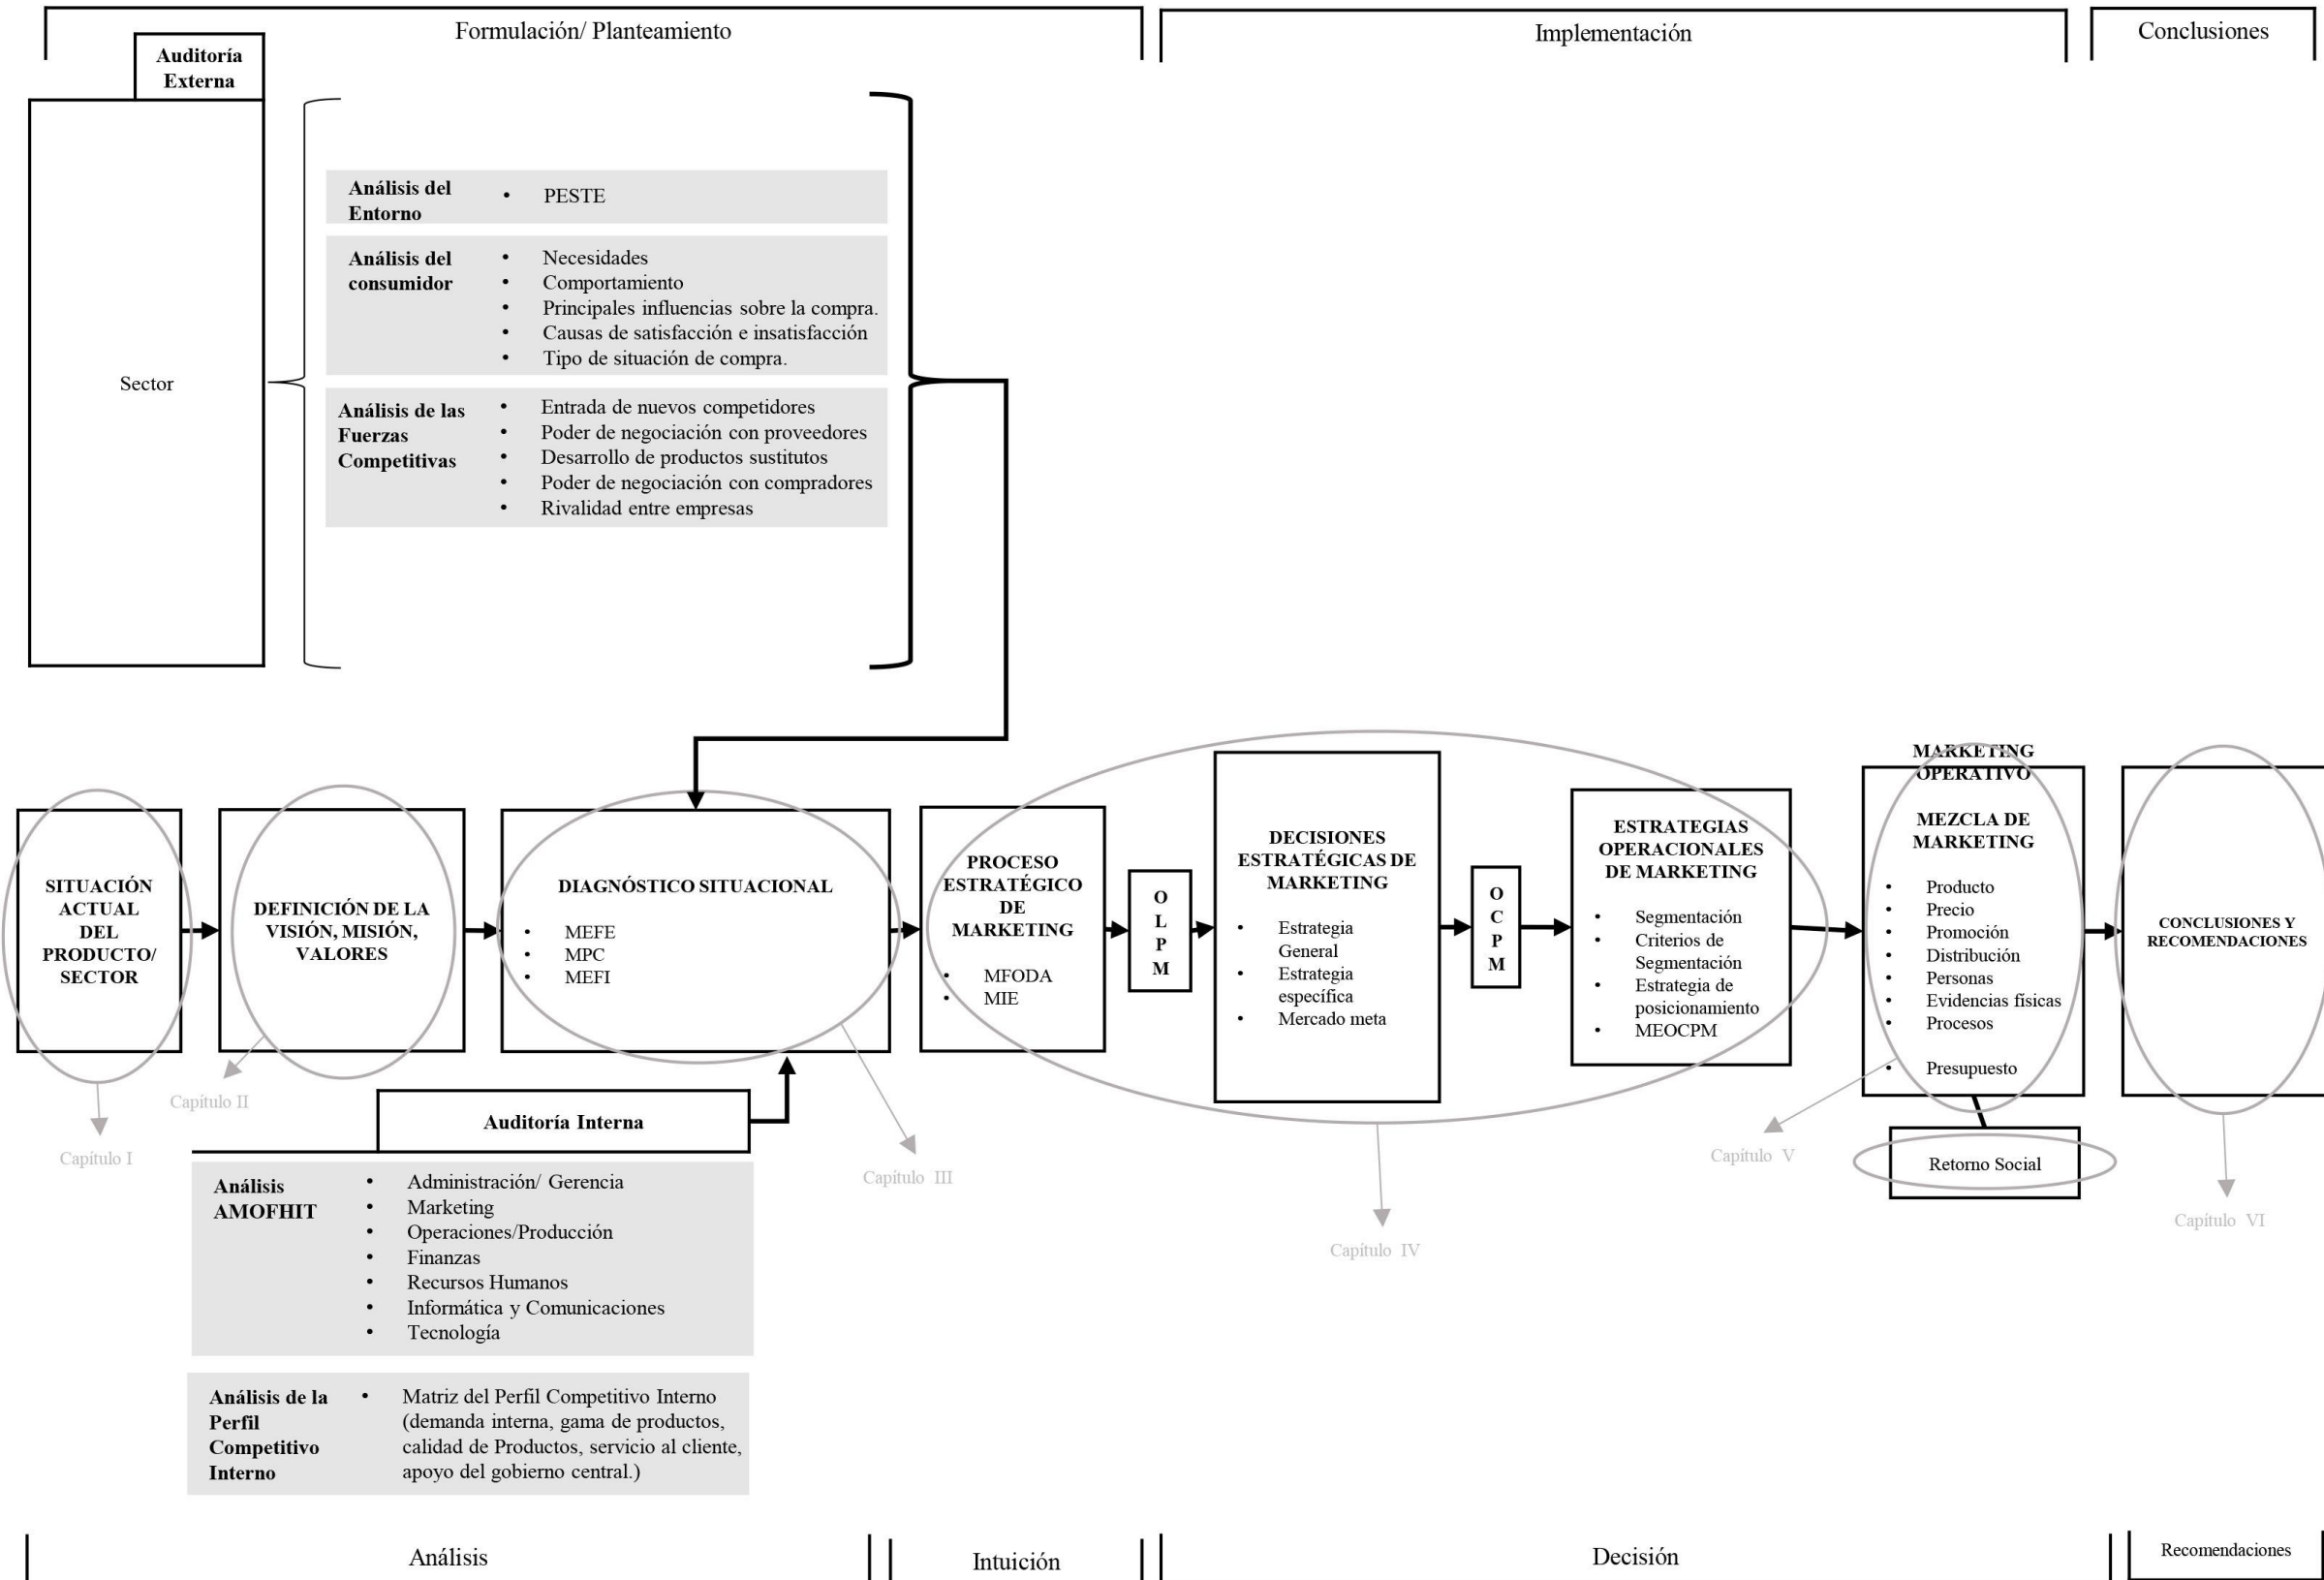 Formulación/ Planteamiento
Implementación
Conclusiones
Auditoría
Externa
Sector
Análisis del
Entorno
• PESTE
Análisis del
consumidor
• Necesidades
• Comportamiento
• Principales influencias sobre la compra.
• Causas de satisfacción e insatisfacción
• Tipo de situación de compra.
Análisis de las
Fuerzas
Competitivas
• Entrada de nuevos competidores
• Poder de negociación con proveedores
• Desarrollo de productos sustitutos
• Poder de negociación con compradores
• Rivalidad entre empresas
SITUACIÓN
ACTUAL
DEL
PRODUCTO/
SECTOR
DEFINICIÓN DE LA
VISIÓN, MISIÓN,
VALORES
DIAGNÓSTICO SITUACIONAL
• MEFE
• MPC
• MEFI
PROCESO
ESTRATÉGICO
DE
MARKETING
• MFODA
• MIE
O
L
P
M
DECISIONES
ESTRATÉGICAS DE
MARKETING
• Estrategia
General
• Estrategia
específica
• Mercado meta
O
C
P
M
ESTRATEGIAS
OPERACIONALES
DE MARKETING
• Segmentación
• Criterios de
Segmentación
• Estrategia de
posicionamiento
• MEOCPM
MARKETING
OPERATIVO
MEZCLA DE
MARKETING
• Producto
• Precio
• Promoción
• Distribución
• Personas
• Evidencias físicas
• Procesos
• Presupuesto
CONCLUSIONES Y
RECOMENDACIONES
Retorno Social
Capítulo I
Capítulo II
Capítulo III
Capítulo IV
Capítulo V
Capítulo VI
Auditoría Interna
Análisis
AMOFHIT
• Administración/ Gerencia
• Marketing
• Operaciones/Producción
• Finanzas
• Recursos Humanos
• Informática y Comunicaciones
• Tecnología
Análisis de la
Perfil
Competitivo
Interno
• Matriz del Perfil Competitivo Interno
(demanda interna, gama de productos,
calidad de Productos, servicio al cliente,
apoyo del gobierno central.)
Análisis
Intuición
Decisión
Recomendaciones